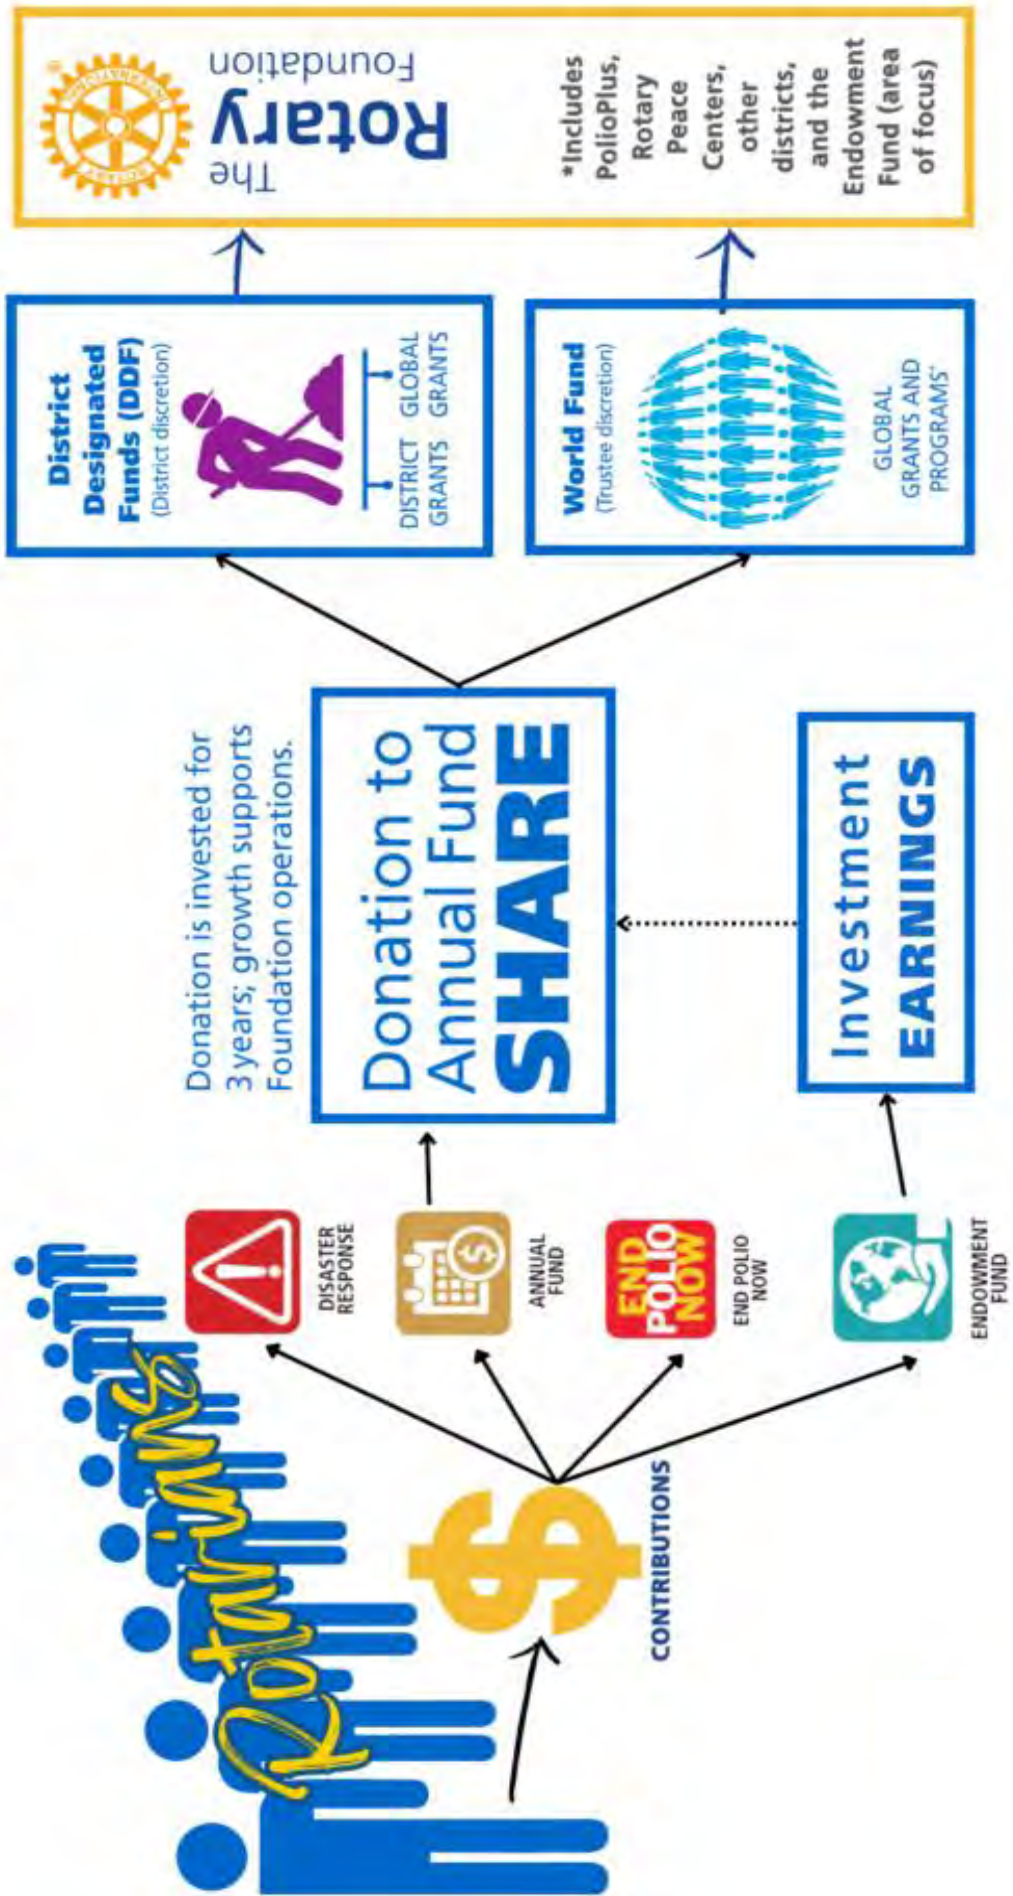 Rotarians
CONTRIBUTIONS
DISASTER
RESPONSE
ANNUAL
FUND
END
POLIO
NOW
END POLIO
NOW
ENDOWMENT
FUND
Donation is invested for
3 years; growth supports
Foundation operations.
Donation to
Annual Fund
SHARE
Investment
EARNINGS
District
Designated
Funds (DDF)
(District discretion)
DISTRICT
GRANTS
GLOBAL
GRANTS
World Fund
(Trustee discretion)
GLOBAL
GRANTS AND
PROGRAMS*
ROTARY
INTERNATIONAL
®
The
Rotary
Foundation
*Includes
PolioPlus,
Rotary
Peace
Centers,
other
districts,
and the
Endowment
Fund (area
of focus)